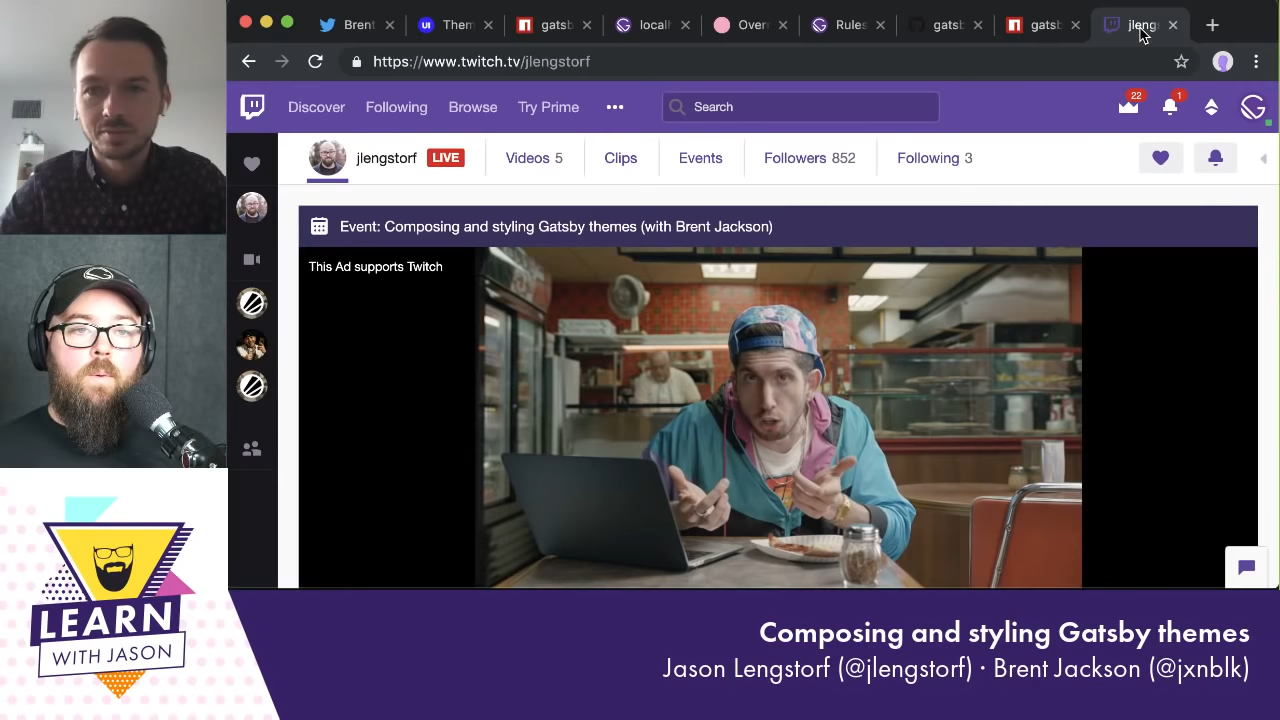 Brent
Them
gatsb
localh
Over
Rules
gatsb
gatsb
jleng
https://www.twitch.tv/jlengstorf
Discover
Following
Browse
Try Prime
Search
22
1
jlengstorf
LIVE
Videos 5
Clips
Events
Followers 852
Following 3
Event: Composing and styling Gatsby themes (with Brent Jackson)
This Ad supports Twitch
LEARN
WITH JASON
Composing and styling Gatsby themes
Jason Lengstorf (@jlengstorf) · Brent Jackson (@jxnblk)